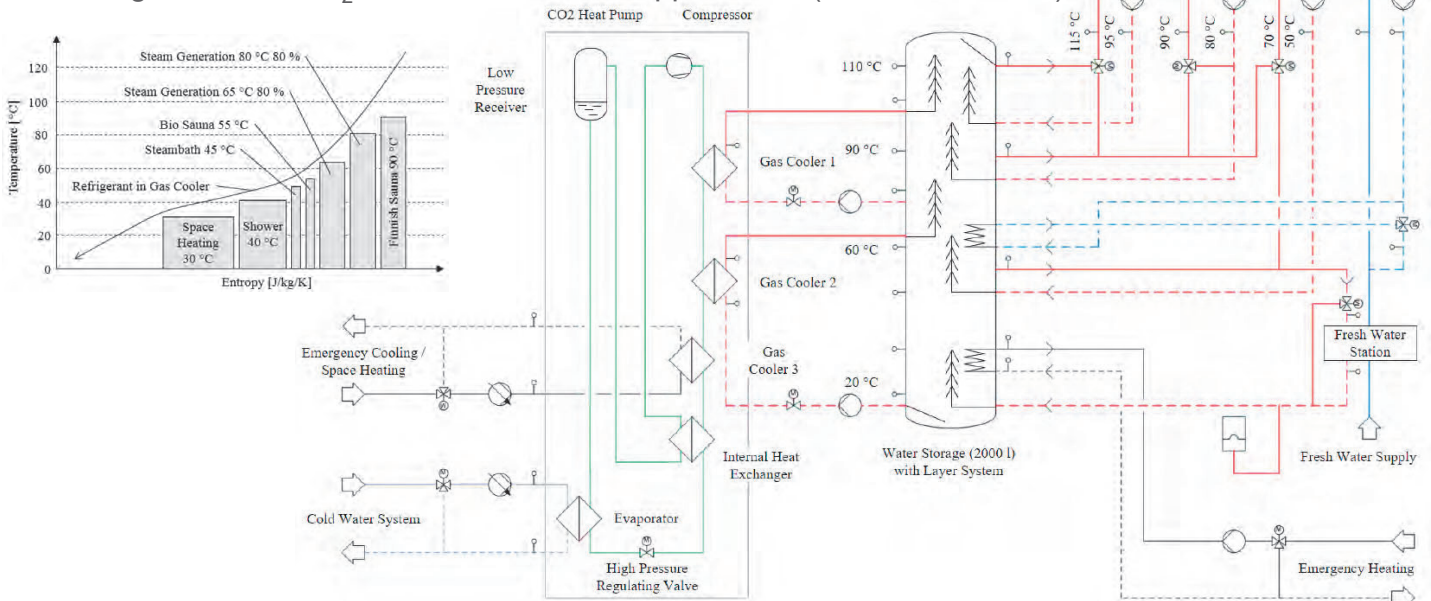 CO2 Heat Pump
Compressor
Low
Pressure
Receiver
Gas Cooler 1
Gas Cooler 2
Gas
Cooler 3
Emergency Cooling /
Space Heating
Internal Heat
Exchanger
Cold Water System
Evaporator
High Pressure
Regulating Valve
Temperature [°C]
120
100
80
60
40
20
0
Steam Generation 80 °C 80 %
Steam Generation 65 °C 80 %
Bio Sauna 55 °C
Steambath 45 °C
Refrigerant in Gas Cooler
Space
Heating
30 °C
Shower
40 °C
Finnish Sauna 90 °C
Entropy [J/kg/K]
110 °C
90 °C
60 °C
20 °C
Water Storage (2000 l)
with Layer System
115 °C
95 °C
90 °C
80 °C
70 °C
50 °C
Fresh Water
Station
Fresh Water Supply
Emergency Heating